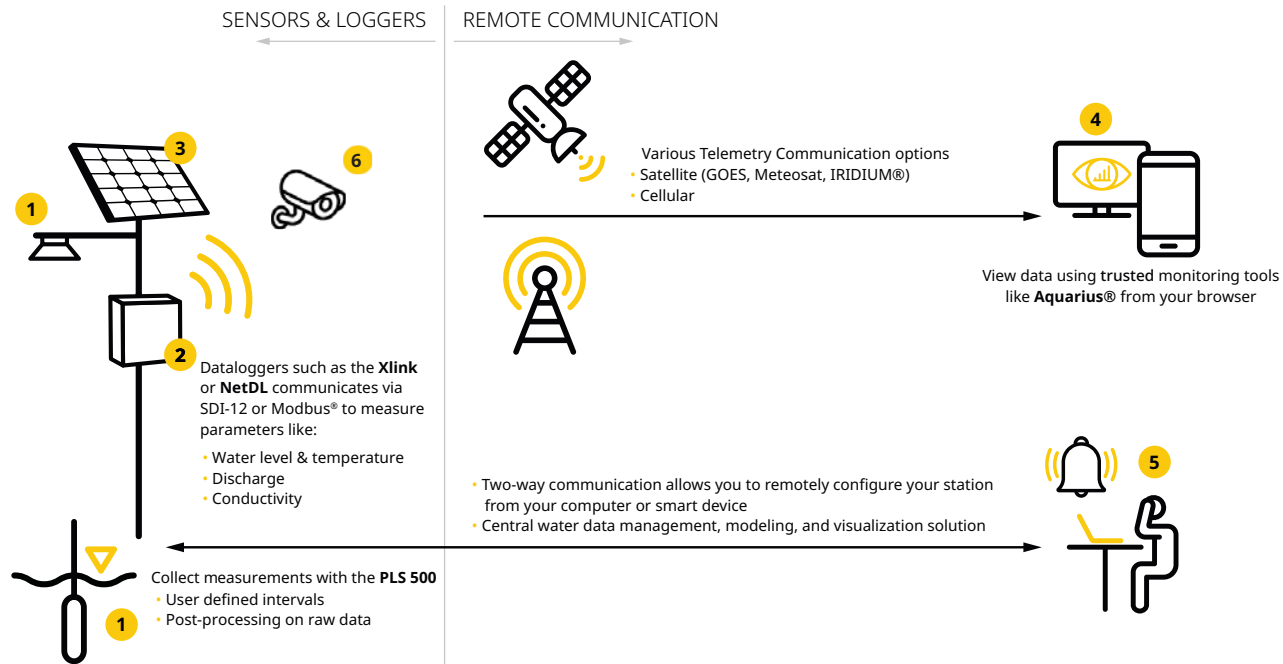 SENSORS & LOGGERS
REMOTE COMMUNICATION
3
6
1
2
Dataloggers such as the Xlink
or NetDL communicates via
SDI-12 or Modbus® to measure
parameters like:
• Water level & temperature
• Discharge
• Conductivity
Collect measurements with the PLS 500
• User defined intervals
• Post-processing on raw data
1
Various Telemetry Communication options
• Satellite (GOES, Meteosat, IRIDIUM®)
• Cellular
4
View data using trusted monitoring tools
like Aquarius® from your browser
• Two-way communication allows you to remotely configure your station
from your computer or smart device
• Central water data management, modeling, and visualization solution
5